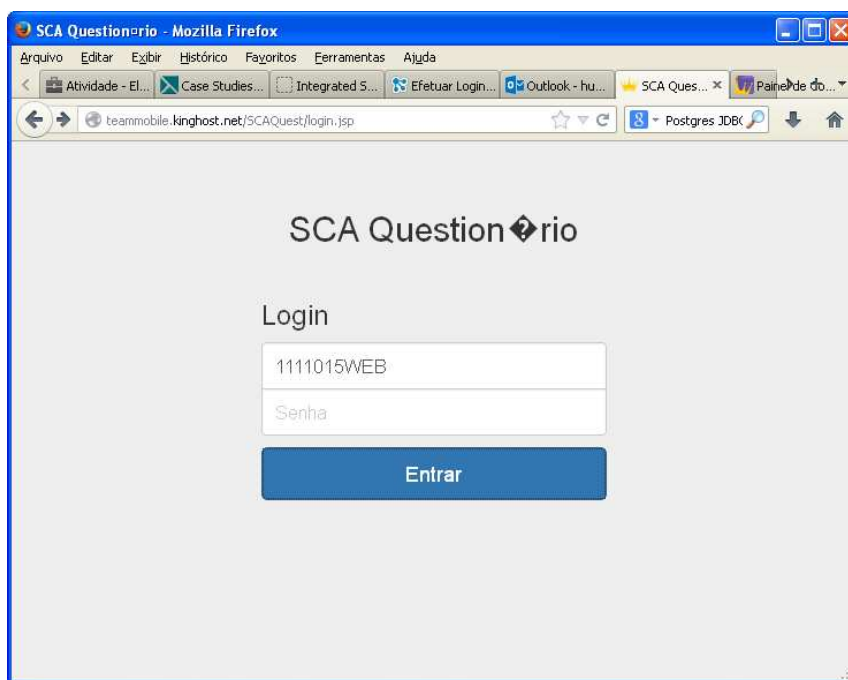 SCA Question¤rio - Mozilla Firefox
Arquivo Editar Exibir Histórico Favoritos Ferramentas Ajuda
Atividade - El... Case Studies... Integrated S... Efetuar Login... Outlook - hu... SCA Ques... × Painel de do...
teammobile.kinghost.net/SCAQuest/login.jsp Postgres JDBC
SCA Question�rio
Login
1111015WEB
Senha
Entrar